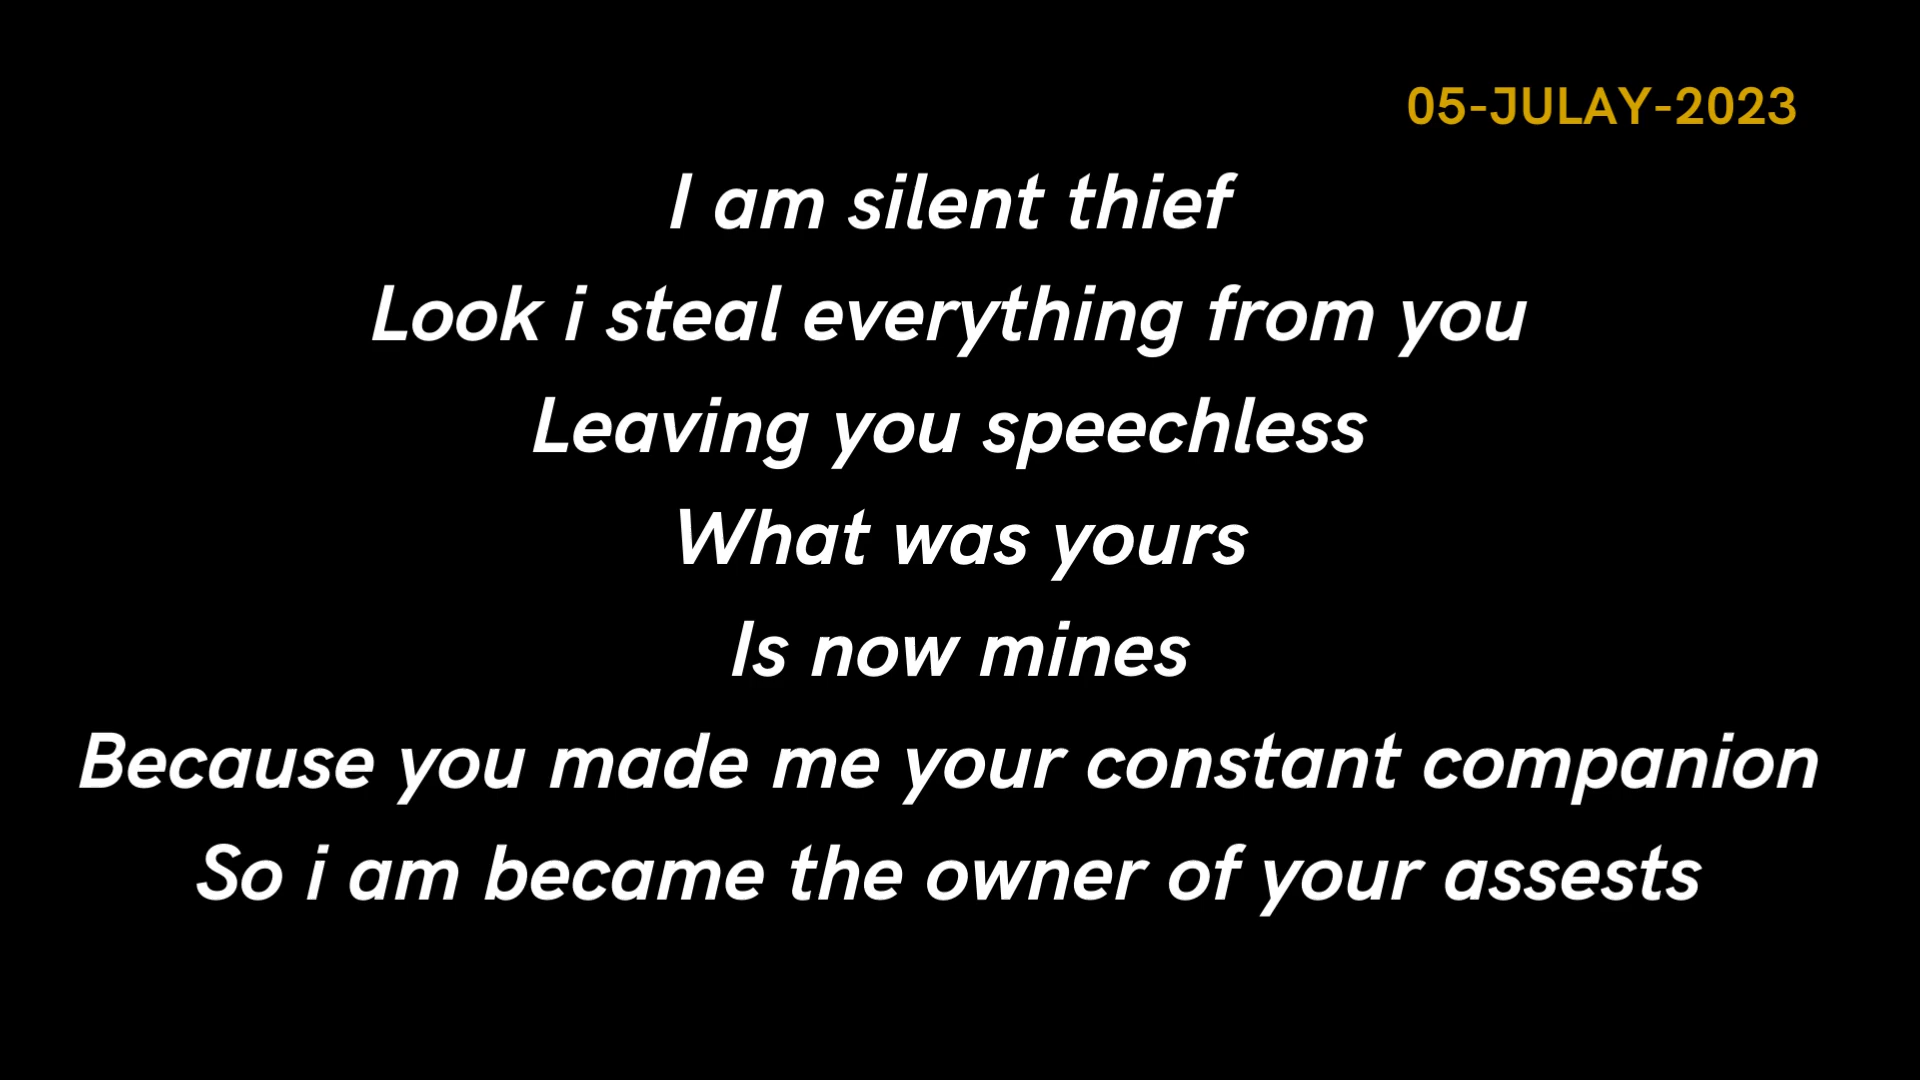 05-JULAY-2023
I am silent thief
Look i steal everything from you
Leaving you speechless
What was yours
Is now mines
Because you made me your constant companion
So i am became the owner of your assests